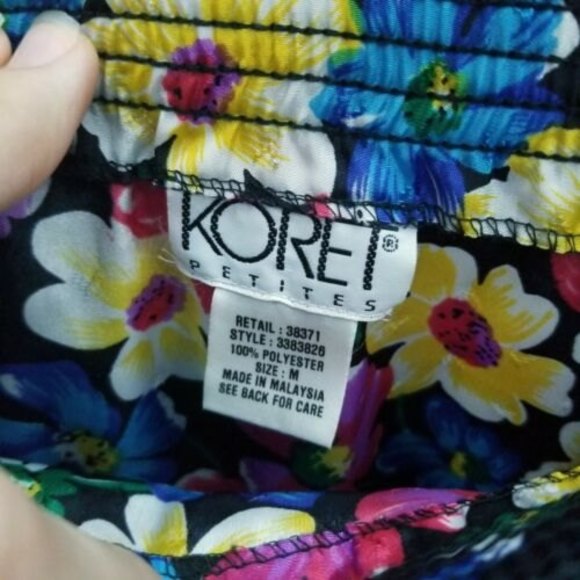 KORET®
PETITES
RETAIL : 38371
STYLE : 3383826
100% POLYESTER
SIZE : M
MADE IN MALAYSIA
SEE BACK FOR CARE